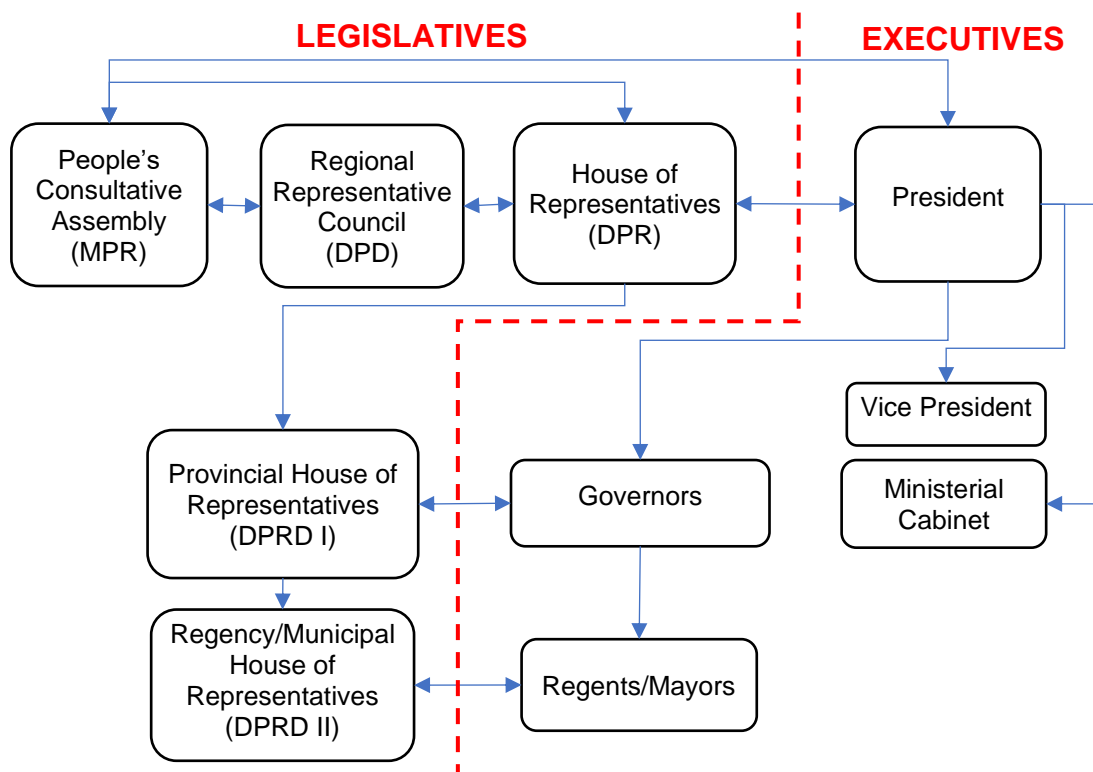 LEGISLATIVES
EXECUTIVES
People's
Consultative
Assembly
(MPR)
Regional
Representative
Council
(DPD)
House of
Representatives
(DPR)
President
Vice President
Provincial House of
Representatives
(DPRD I)
Governors
Ministerial
Cabinet
Regency/Municipal
House of
Representatives
(DPRD II)
Regents/Mayors